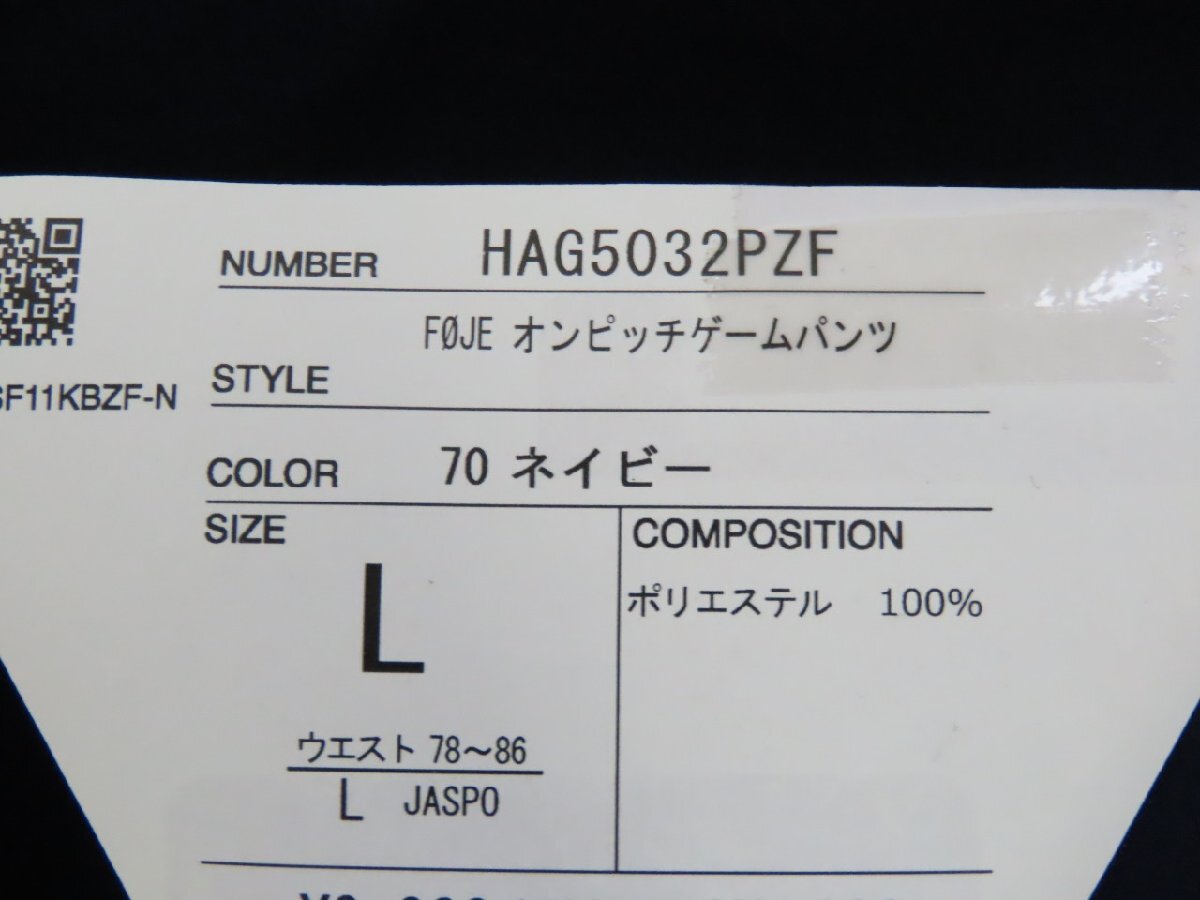 NUMBER HAG5032PZF
FØJE オンピッチゲームパンツ
STYLE
SF11KBZF-N
COLOR 70 ネイビー
SIZE
L
COMPOSITION
ポリエステル 100%
ウエスト 78～86
L JASPO